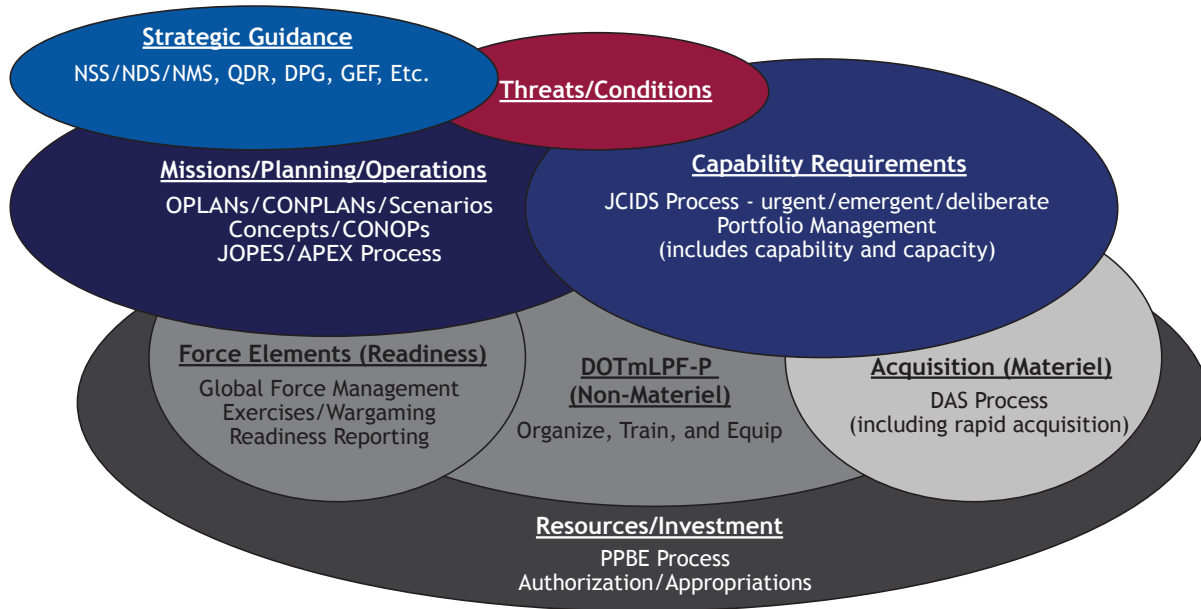 Strategic Guidance
NSS/NDS/NMS, QDR, DPG, GEF, Etc.
Threats/Conditions
Missions/Planning/Operations
OPLANs/CONPLANs/Scenarios
Concepts/CONOPs
JOPES/APEX Process
Capability Requirements
JCIDS Process - urgent/emergent/deliberate
Portfolio Management
(includes capability and capacity)
Force Elements (Readiness)
Global Force Management
Exercises/Wargaming
Readiness Reporting
DOTmLPF-P
(Non-Materiel)
Organize, Train, and Equip
Acquisition (Materiel)
DAS Process
(including rapid acquisition)
Resources/Investment
PPBE Process
Authorization/Appropriations